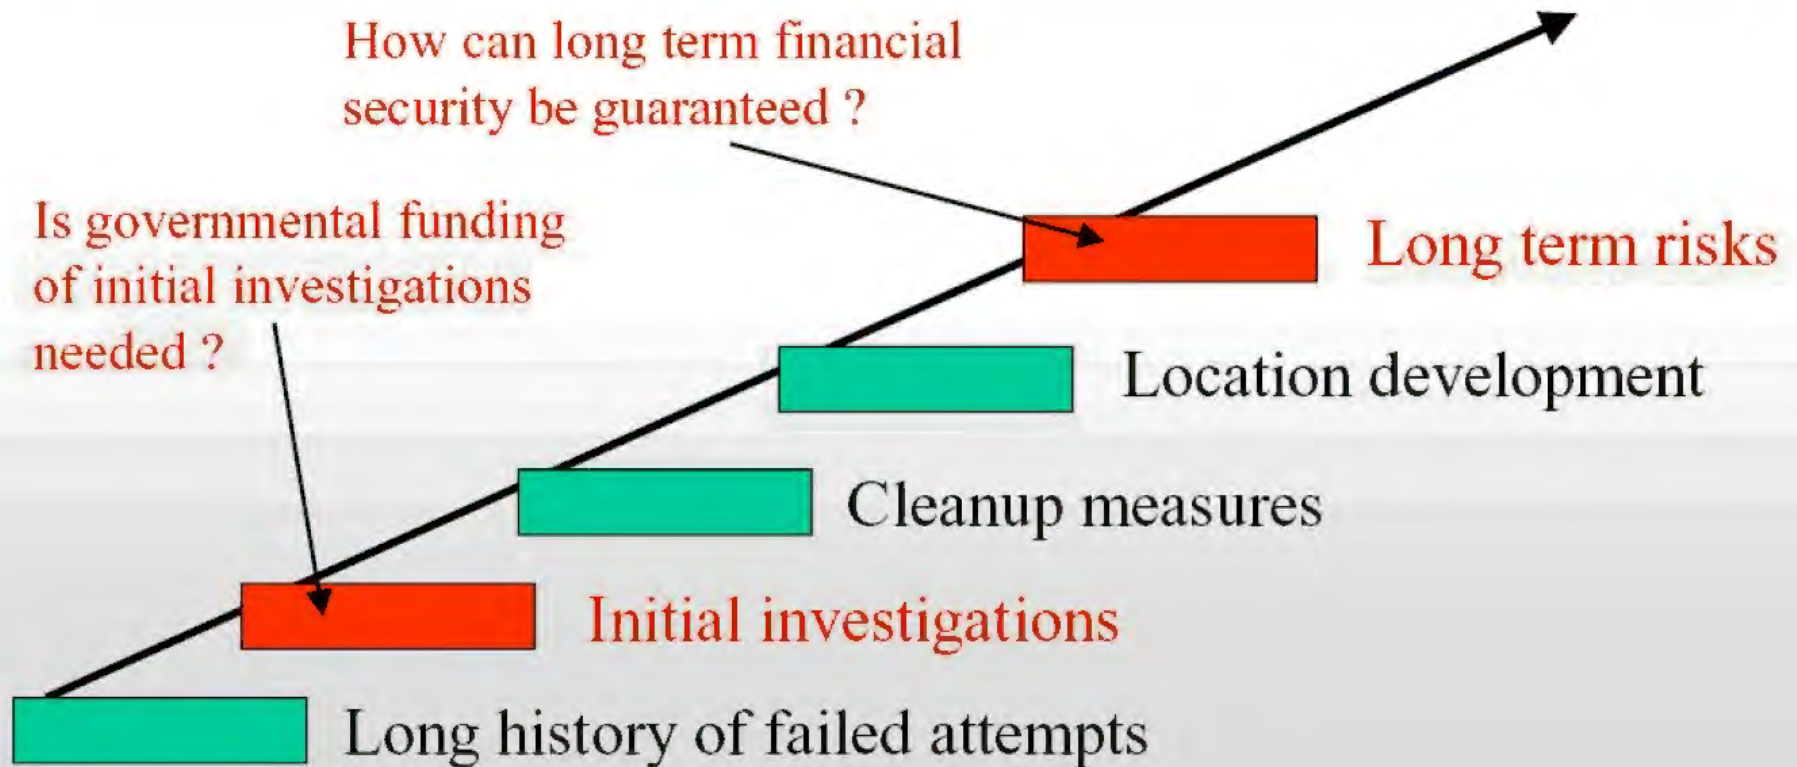 How can long term financial
security be guaranteed ?
Is governmental funding
of initial investigations
needed ?
Long term risks
Location development
Cleanup measures
Initial investigations
Long history of failed attempts